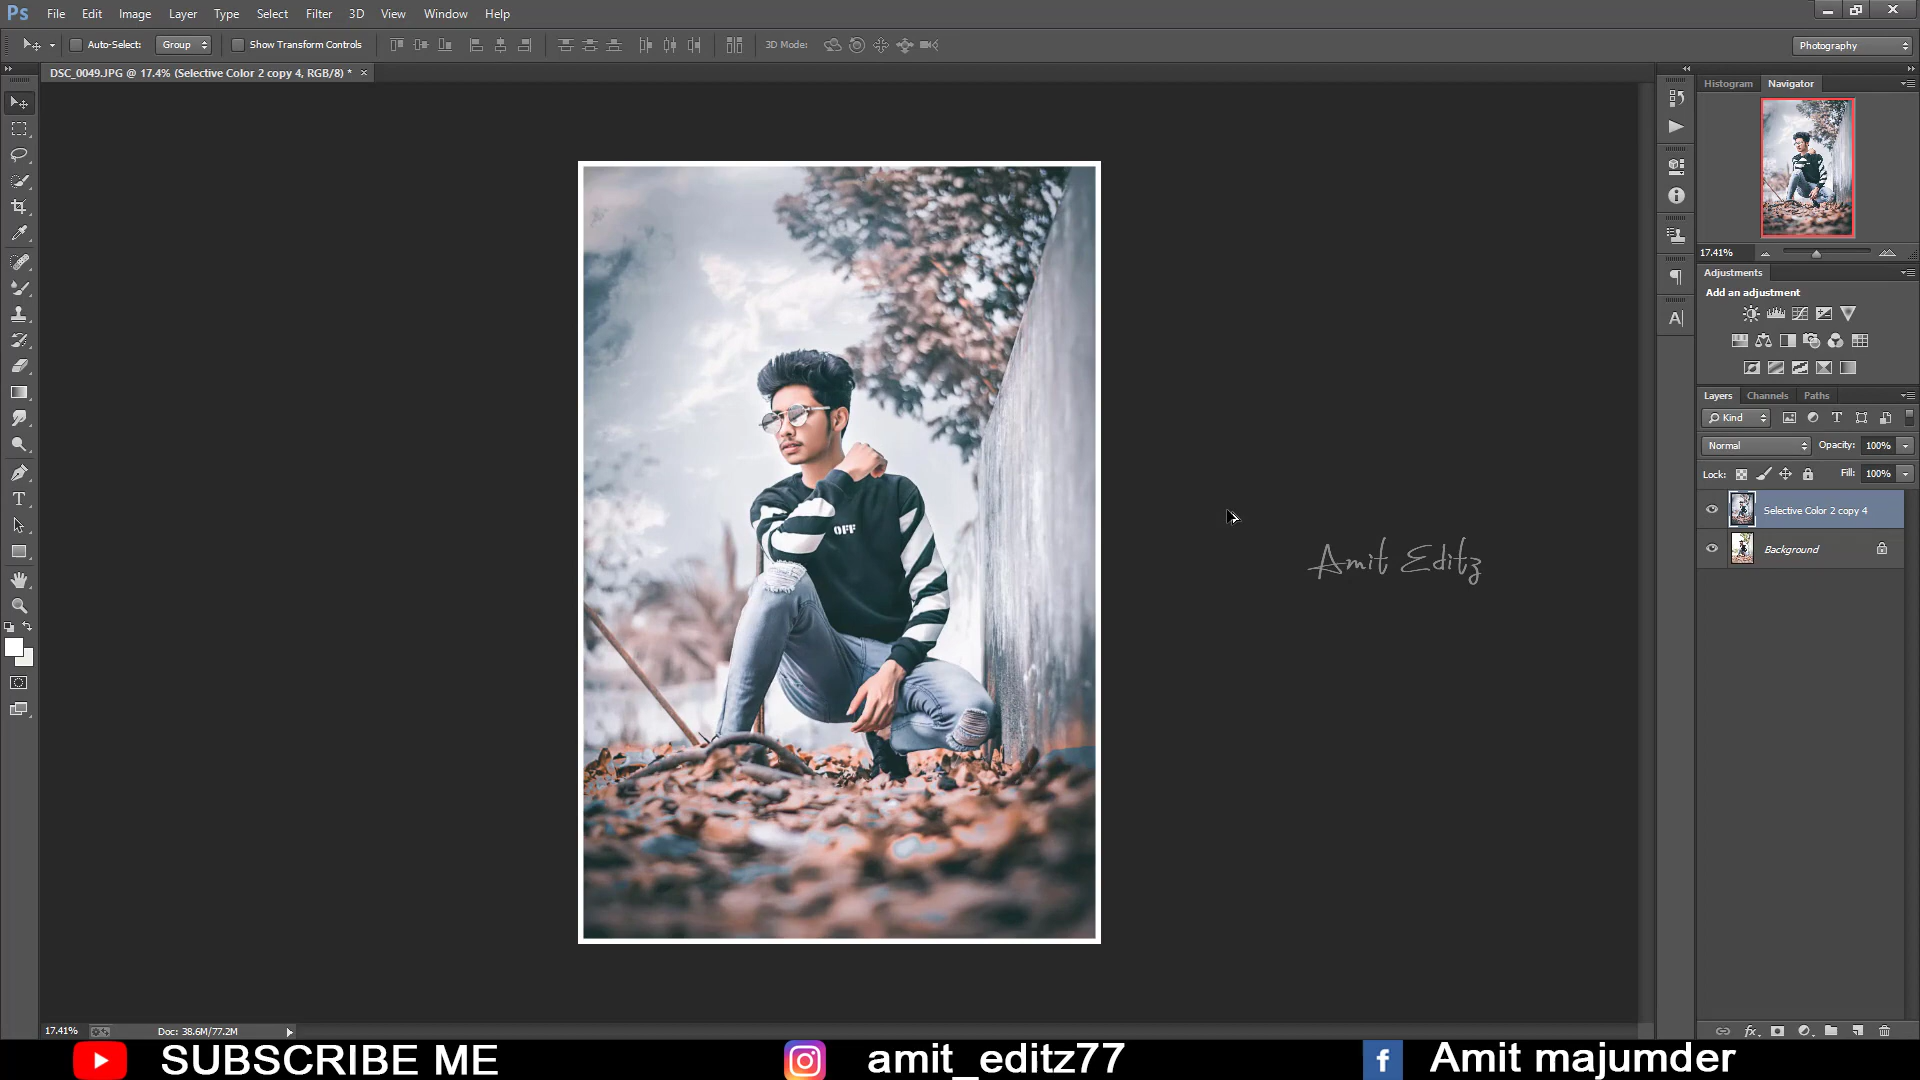 Ps File Edit Image Layer Type Select Filter 3D View Window Help
Auto-Select: Group Show Transform Controls 3D Mode: Photography
DSC_0049.JPG @ 17.4% (Selective Color 2 copy 4, RGB/8) * ×
Histogram Navigator
17.41%
Adjustments
Add an adjustment
Layers Channels Paths
Kind
Normal Opacity: 100%
Lock: Fill: 100%
Selective Color 2 copy 4
Background
OFF
Amit Editz
17.41% Doc: 38.6M/77.2M
SUBSCRIBE ME amit_editz77 Amit majumder